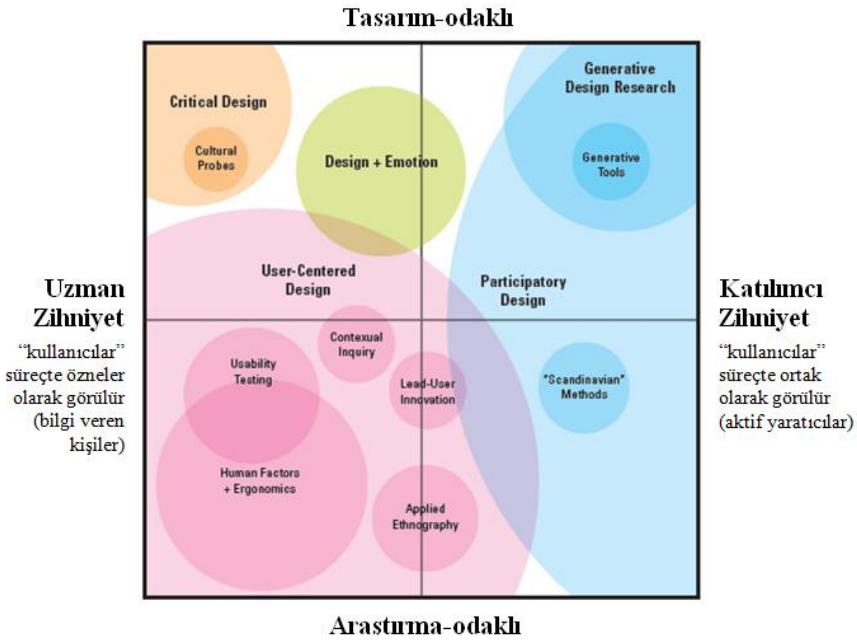 Tasarım-odaklı
Generative
Design Research
Critical Design
Cultural
Probes
Design + Emotion
Generative
Tools
User-Centered
Design
Participatory
Design
Uzman
Zihniyet
“kullanıcılar”
süreçte özneler
olarak görülür
(bilgi veren
kişiler)
Katılımcı
Zihniyet
“kullanıcılar”
süreçte ortak
olarak görülür
(aktif yaratıcılar)
Contexual
Inquiry
Usability
Testing
Lead-User
Innovation
"Scandinavian"
Methods
Human Factors
+ Ergonomics
Applied
Ethnography
Araştırma-odaklı